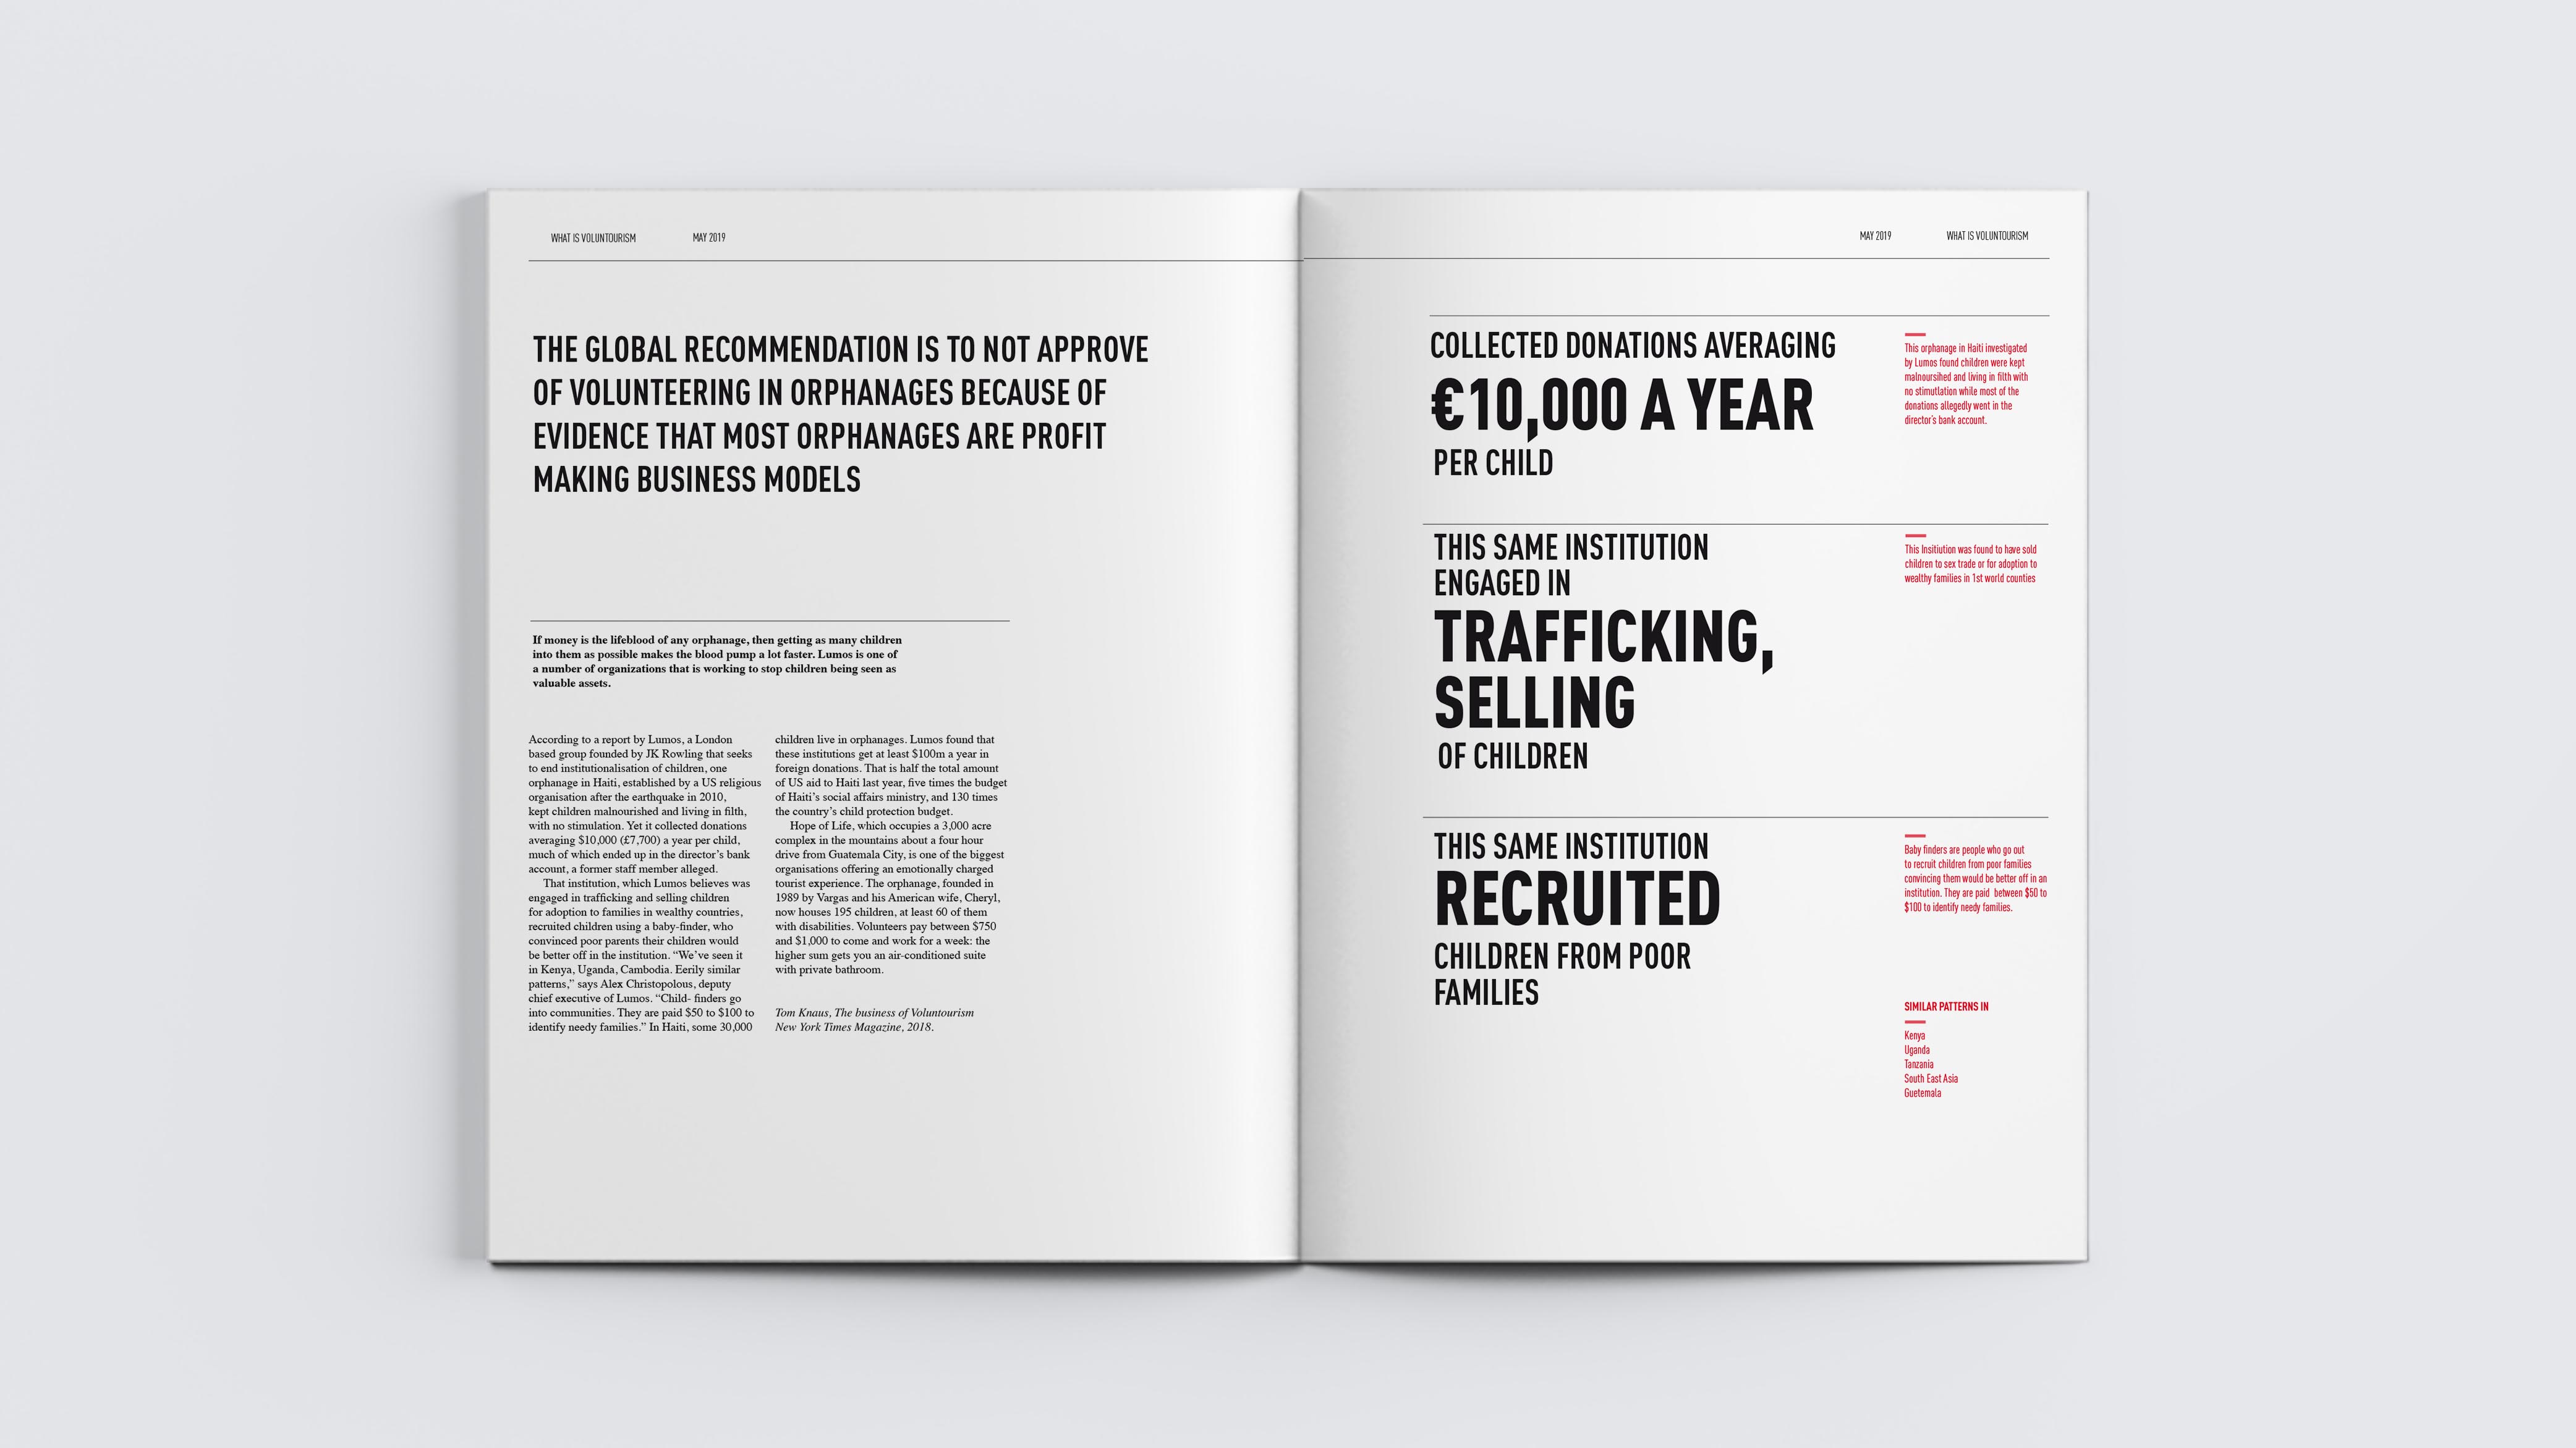 WHAT IS VOLUNTOURISM
MAY 2019
THE GLOBAL RECOMMENDATION IS TO NOT APPROVE
OF VOLUNTEERING IN ORPHANAGES BECAUSE OF
EVIDENCE THAT MOST ORPHANAGES ARE PROFIT
MAKING BUSINESS MODELS
If money is the lifeblood of any orphanage, then getting as many children
into them as possible makes the blood pump a lot faster. Lumos is one of
a number of organizations that is working to stop children being seen as
valuable assets.
According to a report by Lumos, a London
based group founded by JK Rowling that seeks
to end institutionalisation of children, one
orphanage in Haiti, established by a US religious
organisation after the earthquake in 2010,
kept children malnourished and living in filth,
with no stimulation. Yet it collected donations
averaging $10,000 (£7,700) a year per child,
much of which ended up in the director's bank
account, a former staff member alleged.
That institution, which Lumos believes was
engaged in trafficking and selling children
for adoption to families in wealthy countries,
recruited children using a baby-finder, who
convinced poor parents their children would
be better off in the institution. “We've seen it
in Kenya, Uganda, Cambodia. Eerily similar
patterns,” says Alex Christopolous, deputy
chief executive of Lumos. “Child- finders go
into communities. They are paid $50 to $100 to
identify needy families.” In Haiti, some 30,000
children live in orphanages. Lumos found that
these institutions get at least $100m a year in
foreign donations. That is half the total amount
of US aid to Haiti last year, five times the budget
of Haiti's social affairs ministry, and 130 times
the country's child protection budget.
Hope of Life, which occupies a 3,000 acre
complex in the mountains about a four hour
drive from Guatemala City, is one of the biggest
organisations offering an emotionally charged
tourist experience. The orphanage, founded in
1989 by Vargas and his American wife, Cheryl,
now houses 195 children, at least 60 of them
with disabilities. Volunteers pay between $750
and $1,000 to come and work for a week: the
higher sum gets you an air-conditioned suite
with private bathroom.
Tom Knaus, The business of Voluntourism
New York Times Magazine, 2018.
MAY 2019
WHAT IS VOLUNTOURISM
COLLECTED DONATIONS AVERAGING
€10,000 A YEAR
PER CHILD
This orphanage in Haiti investigated
by Lumos found children were kept
malnoursihed and living in filth with
no stimutlation while most of the
donations allegedly went in the
director's bank account.
THIS SAME INSTITUTION
ENGAGED IN
TRAFFICKING,
SELLING
OF CHILDREN
This Insitiution was found to have sold
children to sex trade or for adoption to
wealthy families in 1st world counties
THIS SAME INSTITUTION
RECRUITED
CHILDREN FROM POOR
FAMILIES
Baby finders are people who go out
to recruit children from poor families
convincing them would be better off in an
institution. They are paid between $50 to
$100 to identify needy families.
SIMILAR PATTERNS IN
Kenya
Uganda
Tanzania
South East Asia
Guetemala